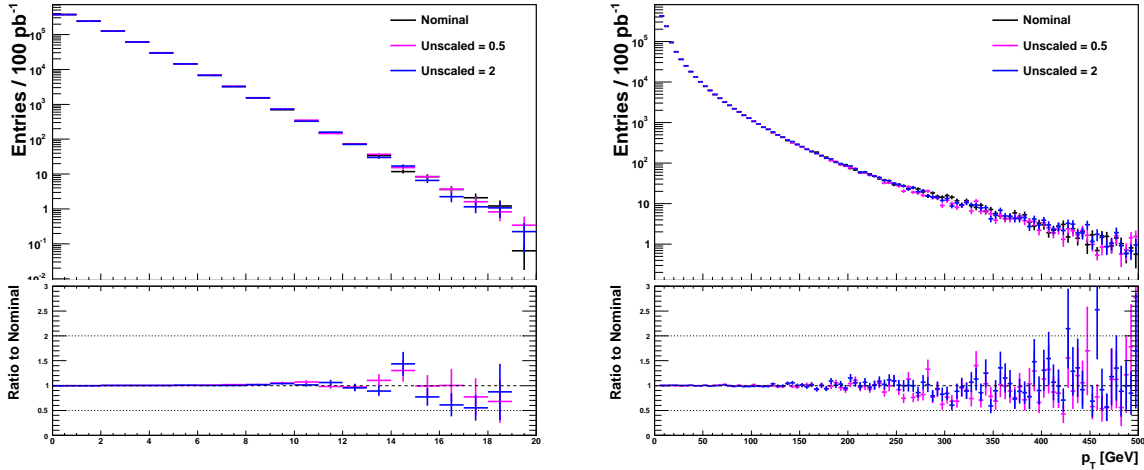 Entries / 100 pb⁻¹
10⁵
10⁴
10³
10²
10
1
10⁻¹
10⁻²
Nominal
Unscaled = 0.5
Unscaled = 2
Ratio to Nominal
3
2
1.5
1
0.5
0
0 2 4 6 8 10 12 14 16 18 20
Entries / 100 pb⁻¹
10⁵
10⁴
10³
10²
10
1
Nominal
Unscaled = 0.5
Unscaled = 2
Ratio to Nominal
3
2
1.5
1
0.5
0
0 50 100 150 200 250 300 350 400 450 500
p_T [GeV]